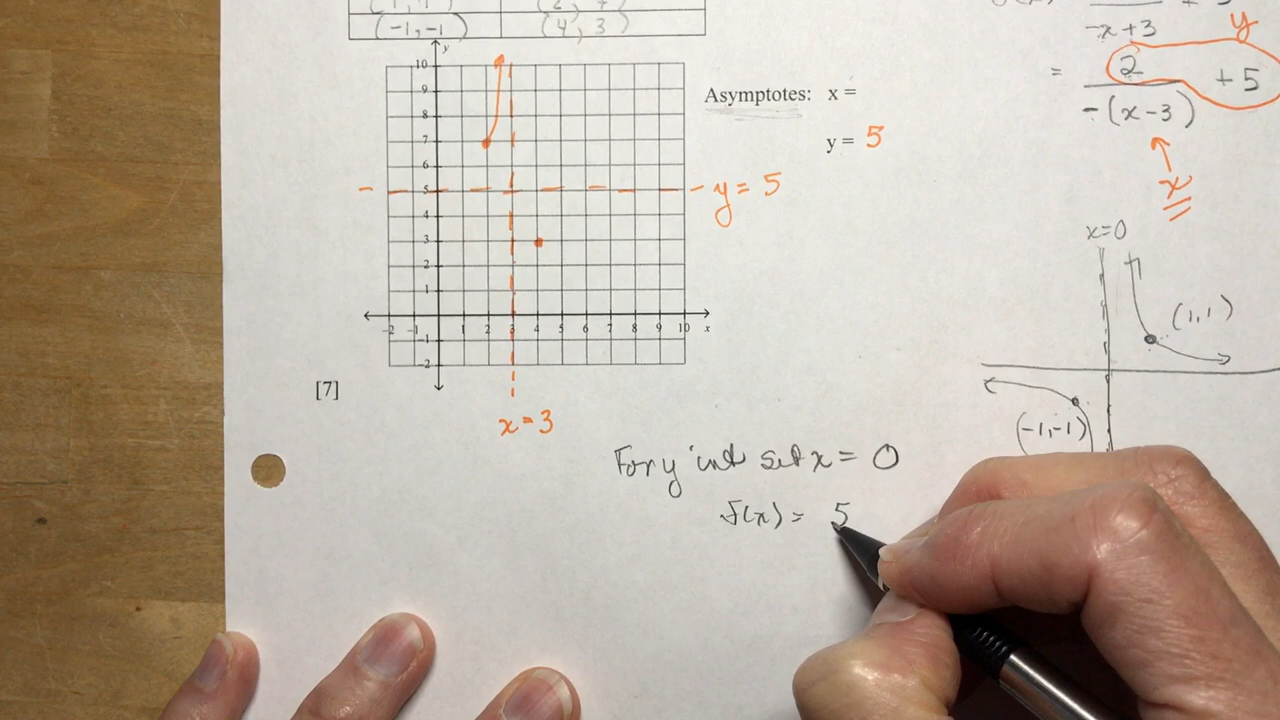 (-1,-1) (4, 3)
-x+3
y
= 2 +5
-(x-3)
x
Asymptotes: x =
y = 5
y = 5
y
10
9
8
7
6
5
4
3
2
1
-1
-2
-2 -1 1 2 3 4 5 6 7 8 9 10 x
x=0
(1,1)
(-1,-1)
[7]
x=3
For y int set x = 0
f(x) = 5